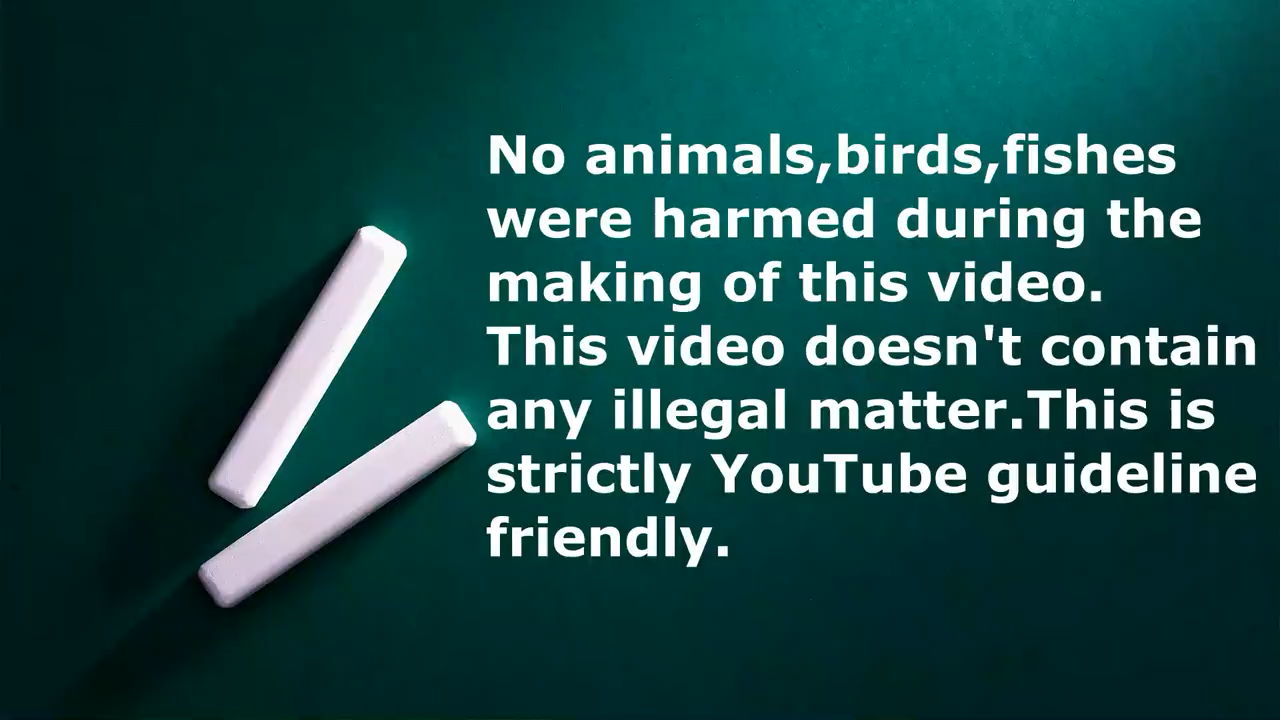 No animals,birds,fishes
were harmed during the
making of this video.
This video doesn't contain
any illegal matter.This is
strictly YouTube guideline
friendly.